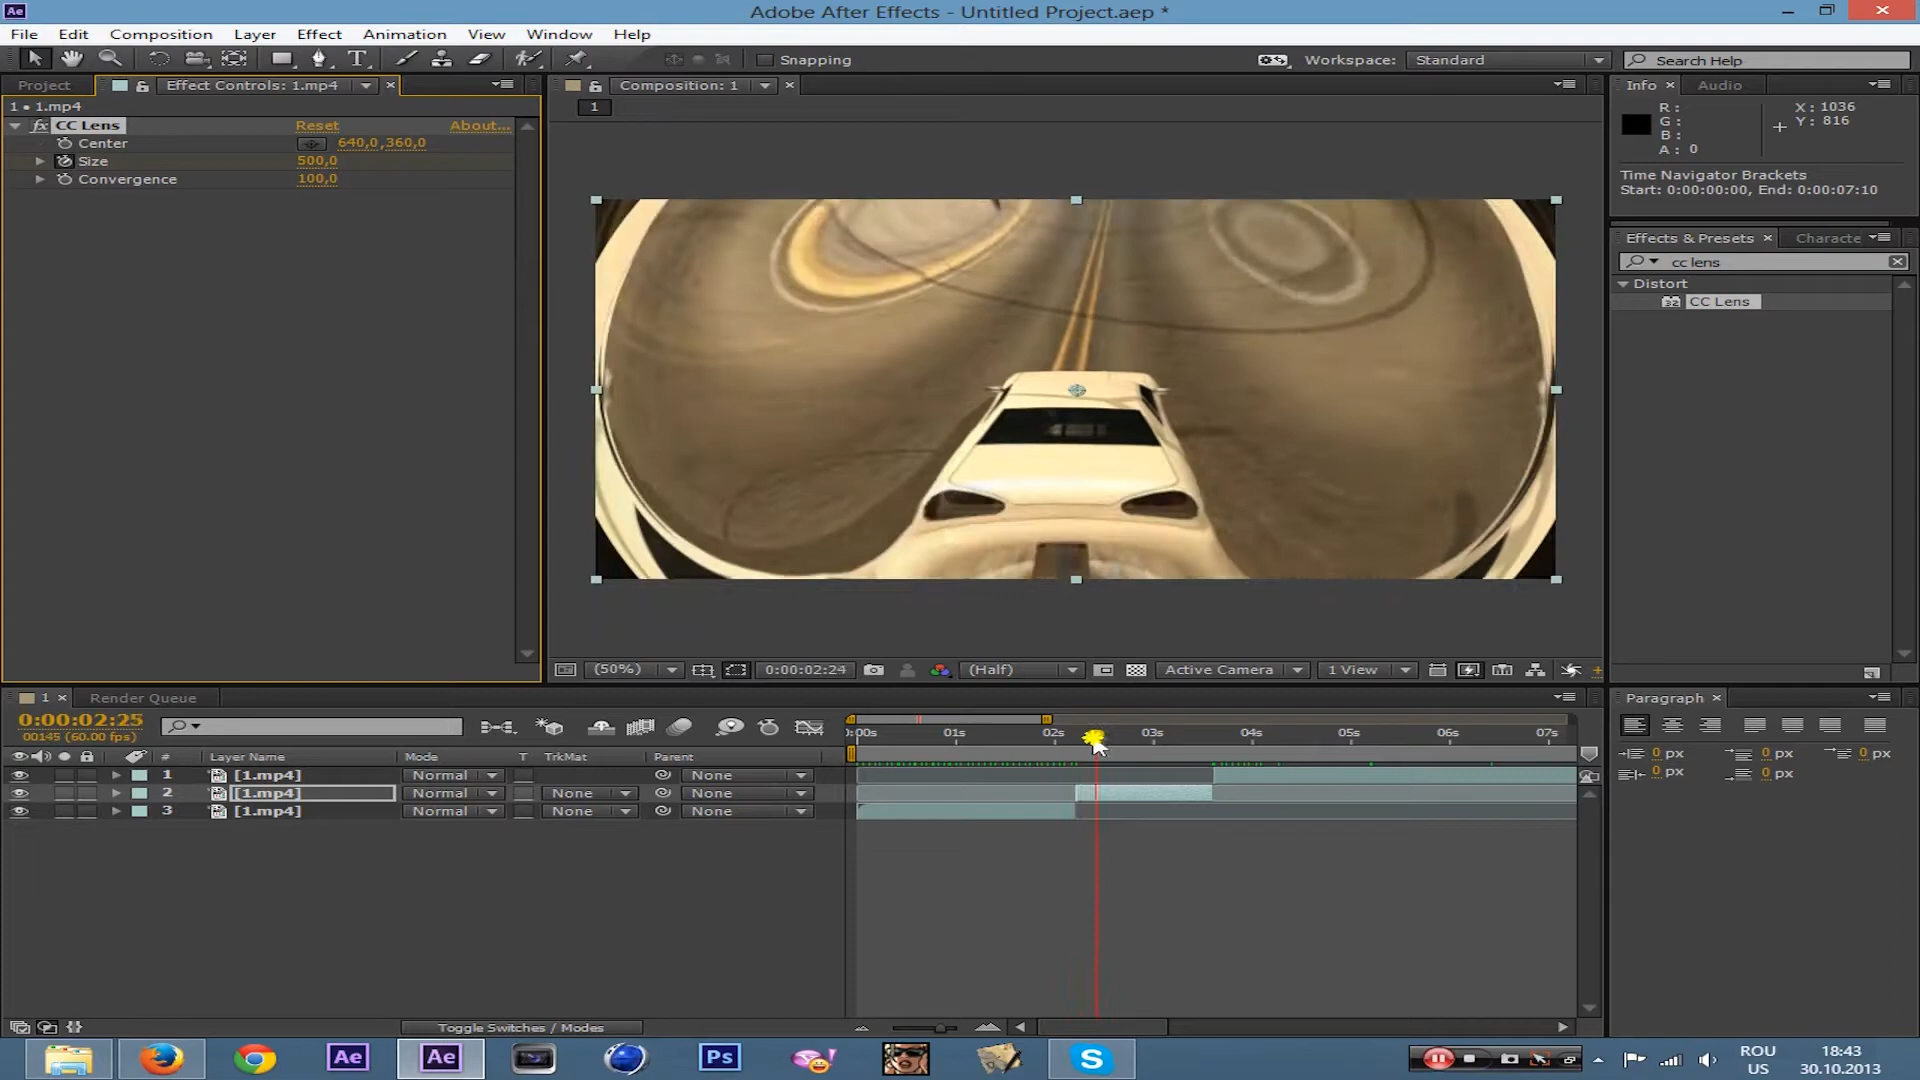 Ae
Adobe After Effects - Untitled Project.aep *
File Edit Composition Layer Effect Animation View Window Help
T Snapping Workspace: Standard Search Help
Project Effect Controls: 1.mp4 Composition: 1 Info Audio
1 • 1.mp4
1
fx CC Lens Reset About...
Center 640,0,360,0
Size 500,0
Convergence 100,0
R :
G :
B :
A : 0
X : 1036
Y : 816
Time Navigator Brackets
Start: 0:00:00:00, End: 0:00:07:10
Effects & Presets Characte
cc lens
Distort
32 CC Lens
(50%) 0:00:02:24 (Half) Active Camera 1 View
1 Render Queue
0:00:02:25
00145 (60.00 fps)
# Layer Name Mode T TrkMat Parent
:00s 01s 02s 03s 04s 05s 06s 07s
1 [1.mp4] Normal None
2 [1.mp4] Normal None None
3 [1.mp4] Normal None None
Paragraph
0 px 0 px 0 px
0 px 0 px
Toggle Switches / Modes
Ae Ae Ps S
ROU
US
18:43
30.10.2013